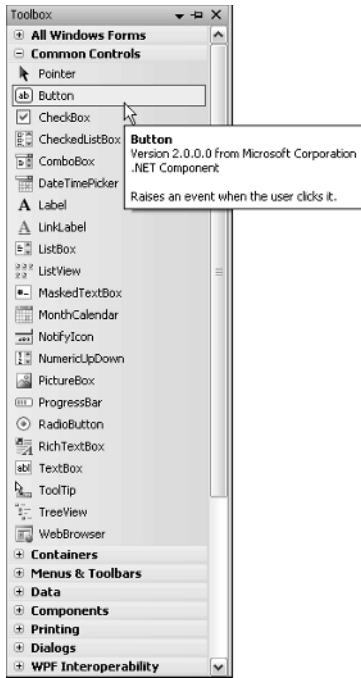 Toolbox
All Windows Forms
Common Controls
Pointer
ab Button
CheckBox
CheckedListBox
ComboBox
DateTimePicker
A Label
A LinkLabel
ListBox
ListView
MaskedTextBox
MonthCalendar
NotifyIcon
NumericUpDown
PictureBox
ProgressBar
RadioButton
RichTextBox
abl TextBox
ToolTip
TreeView
WebBrowser
Containers
Menus & Toolbars
Data
Components
Printing
Dialogs
WPF Interoperability
Button
Version 2.0.0.0 from Microsoft Corporation
.NET Component
Raises an event when the user clicks it.